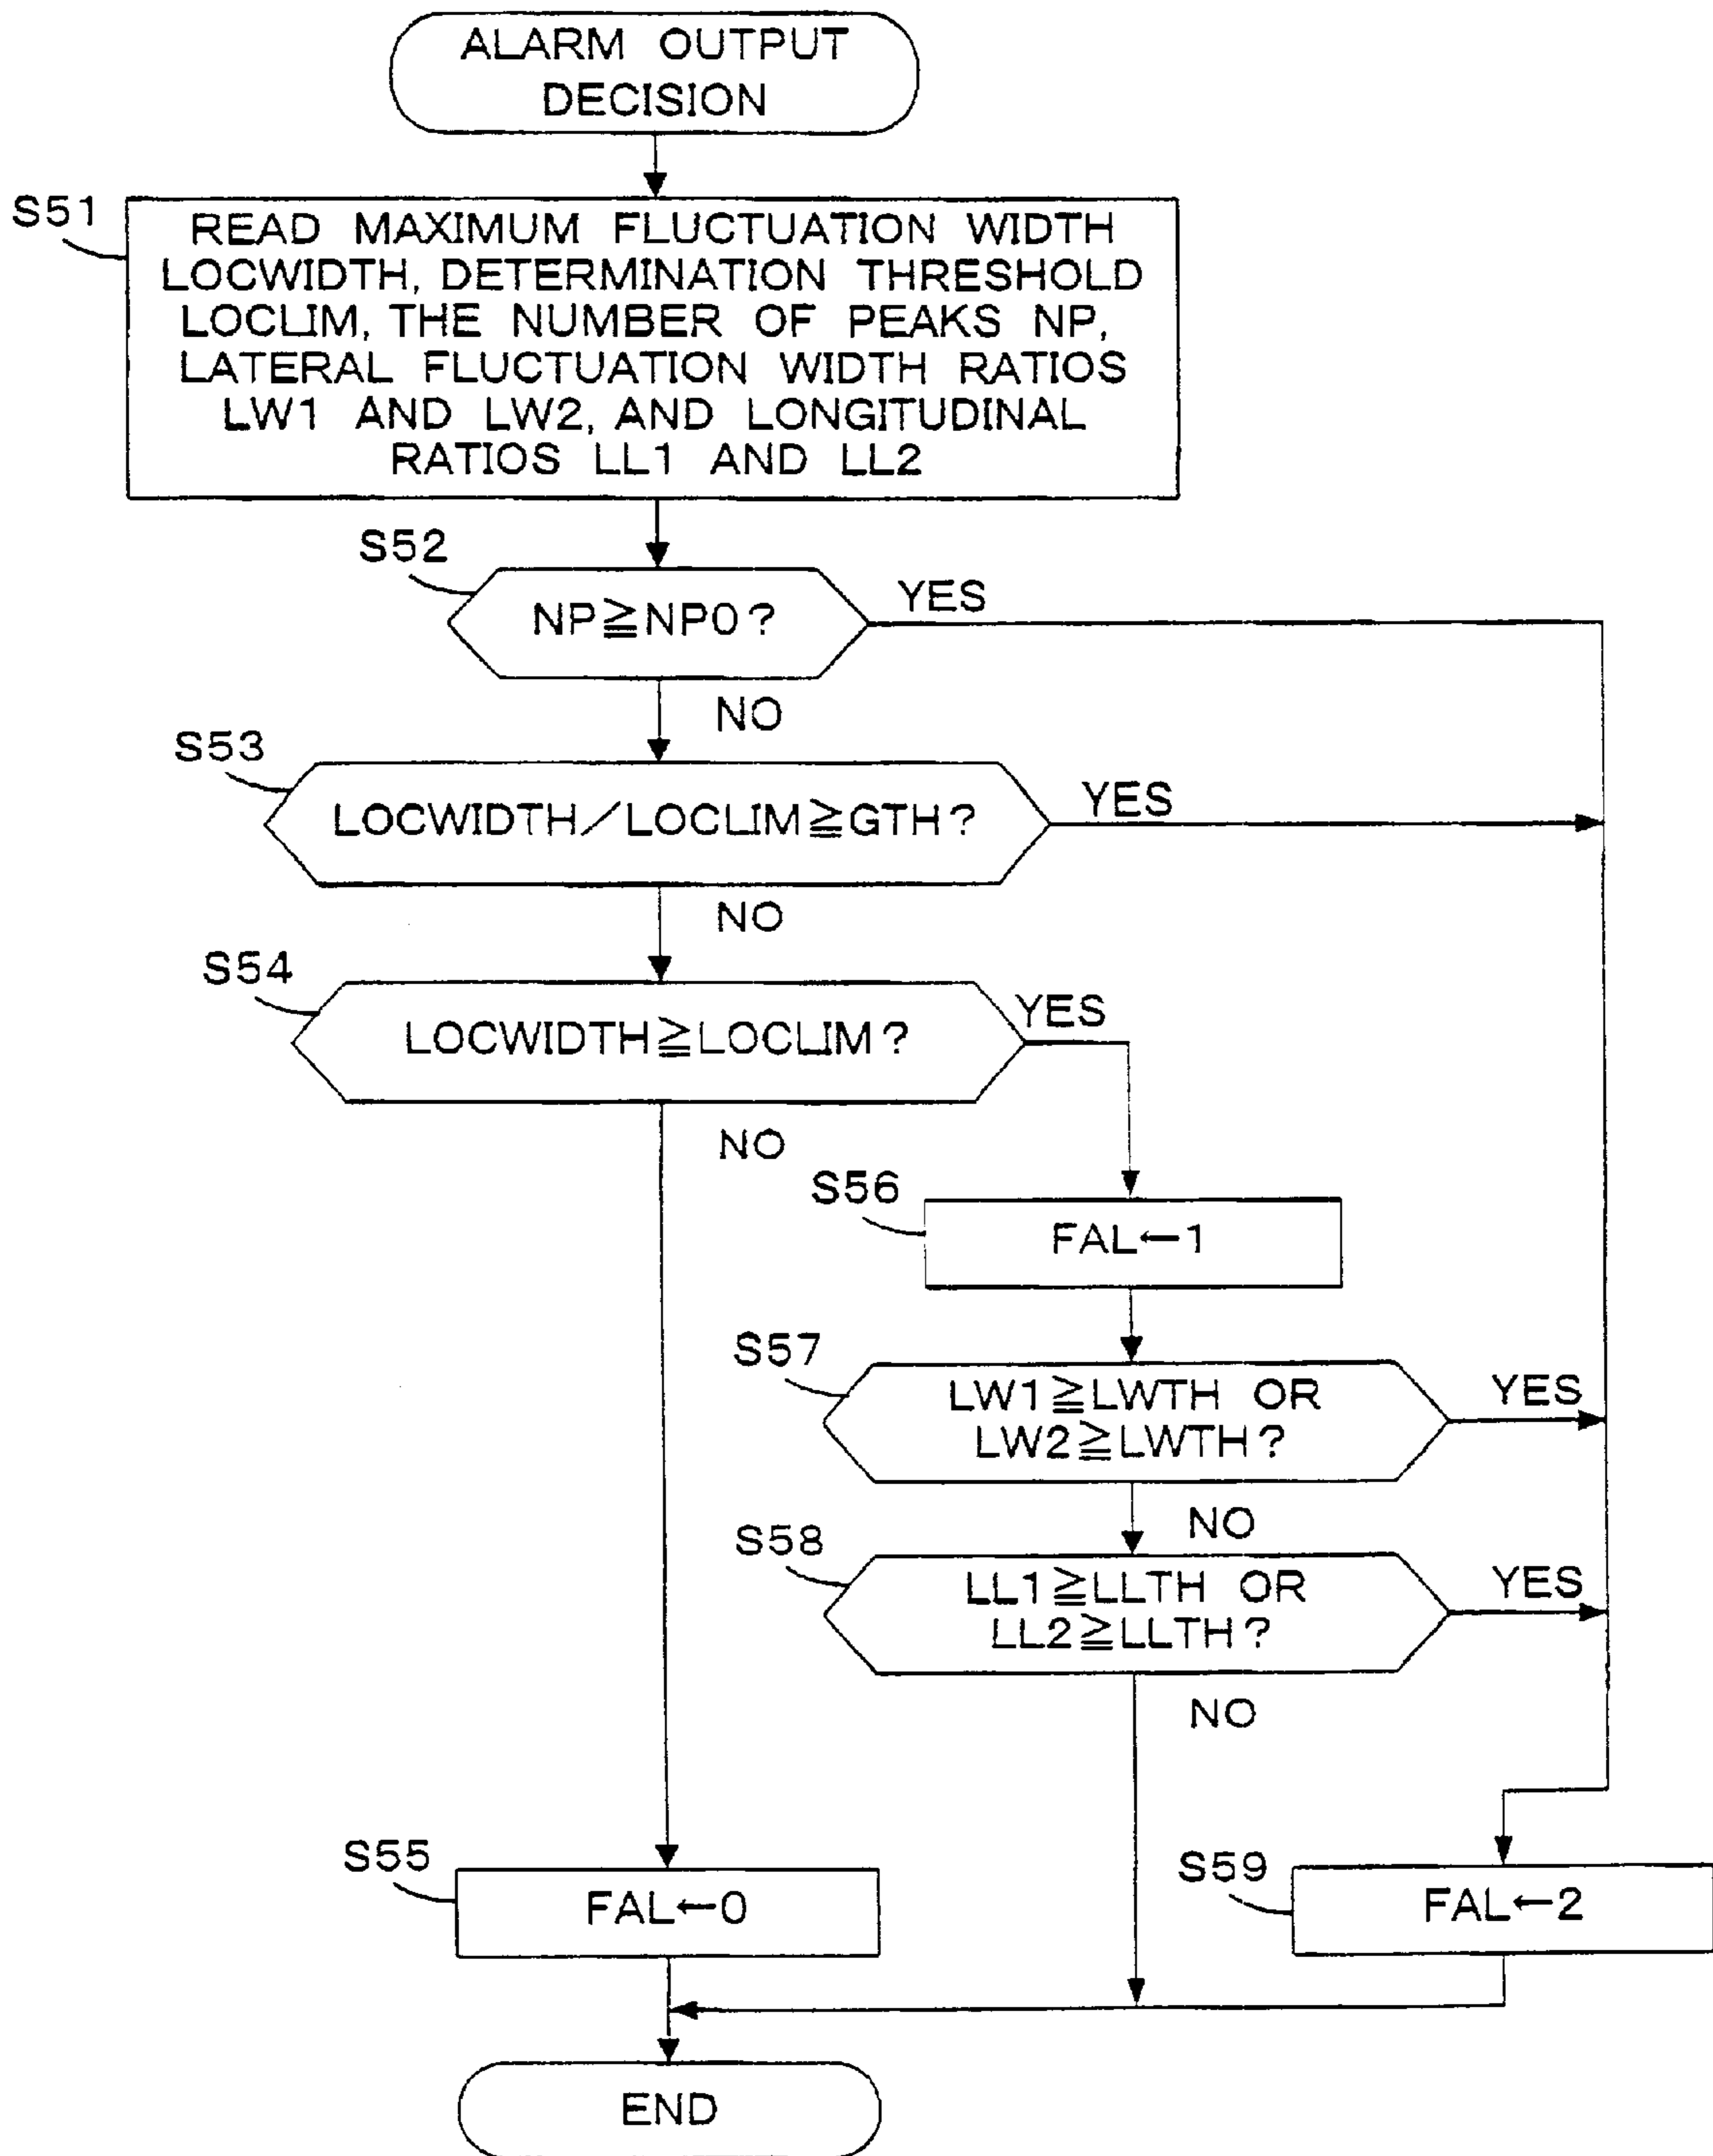 ALARM OUTPUT
DECISION
S51
READ MAXIMUM FLUCTUATION WIDTH
LOCWIDTH, DETERMINATION THRESHOLD
LOCLIM, THE NUMBER OF PEAKS NP,
LATERAL FLUCTUATION WIDTH RATIOS
LW1 AND LW2, AND LONGITUDINAL
RATIOS LL1 AND LL2
S52
NP≧NP0?
YES
NO
S53
LOCWIDTH/LOCLIM≧GTH?
YES
NO
S54
LOCWIDTH≧LOCLIM?
YES
NO
S56
FAL←1
S57
LW1≧LWTH OR
LW2≧LWTH?
YES
NO
S58
LL1≧LLTH OR
LL2≧LLTH?
YES
NO
S55
FAL←0
S59
FAL←2
END